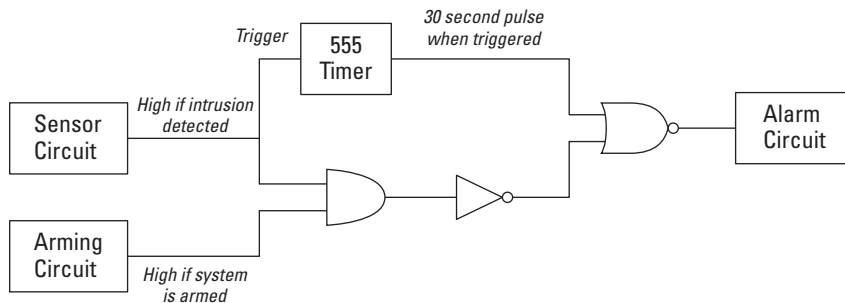 Trigger
555
Timer
30 second pulse
when triggered
Sensor
Circuit
High if intrusion
detected
Alarm
Circuit
Arming
Circuit
High if system
is armed